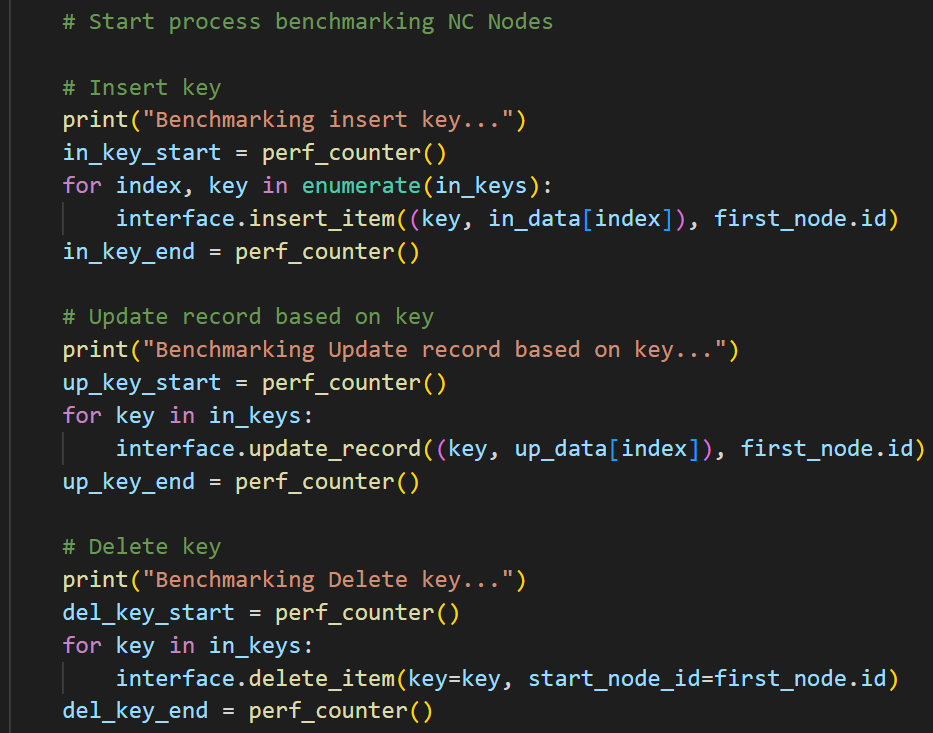 # Start process benchmarking NC Nodes
# Insert key
print("Benchmarking insert key...")
in_key_start = perf_counter()
for index, key in enumerate(in_keys):
    interface.insert_item((key, in_data[index]), first_node.id)
in_key_end = perf_counter()
# Update record based on key
print("Benchmarking Update record based on key...")
up_key_start = perf_counter()
for key in in_keys:
    interface.update_record((key, up_data[index]), first_node.id)
up_key_end = perf_counter()
# Delete key
print("Benchmarking Delete key...")
del_key_start = perf_counter()
for key in in_keys:
    interface.delete_item(key=key, start_node_id=first_node.id)
del_key_end = perf_counter()